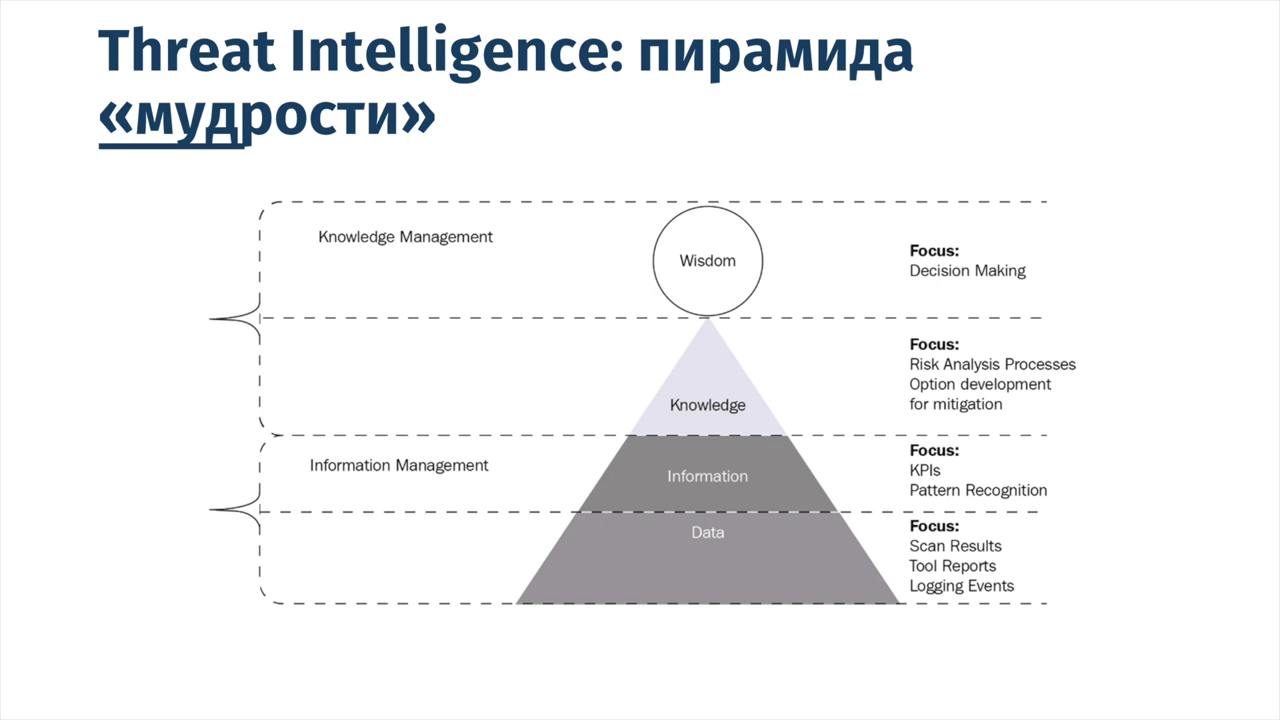 Threat Intelligence: пирамида
«мудрости»
Knowledge Management
Wisdom
Focus:
Decision Making
Knowledge
Focus:
Risk Analysis Processes
Option development
for mitigation
Information Management
Information
Focus:
KPIs
Pattern Recognition
Data
Focus:
Scan Results
Tool Reports
Logging Events